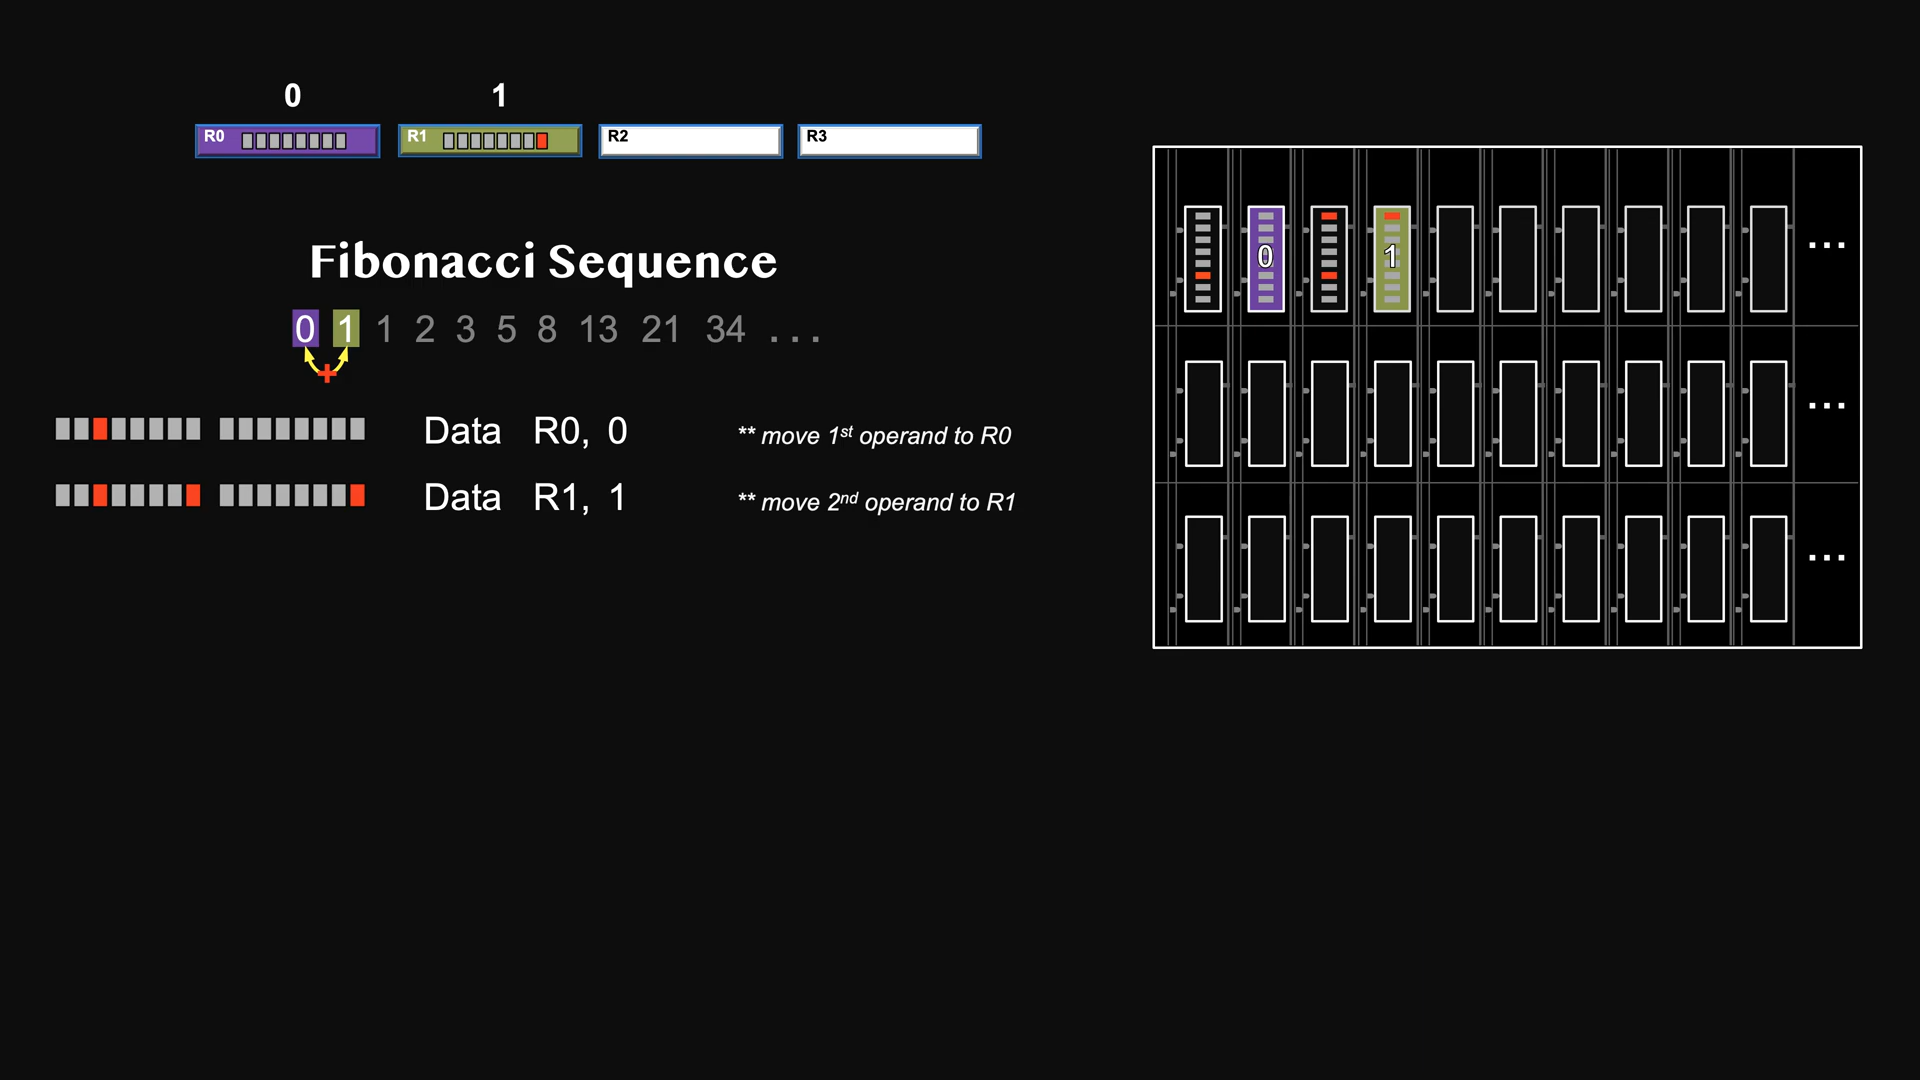 0 1
R0 R1 R2 R3
Fibonacci Sequence
0 1 1 2 3 5 8 13 21 34 ...
+
Data R0, 0 ** move 1st operand to R0
Data R1, 1 ** move 2nd operand to R1
0 1 ...
...
...